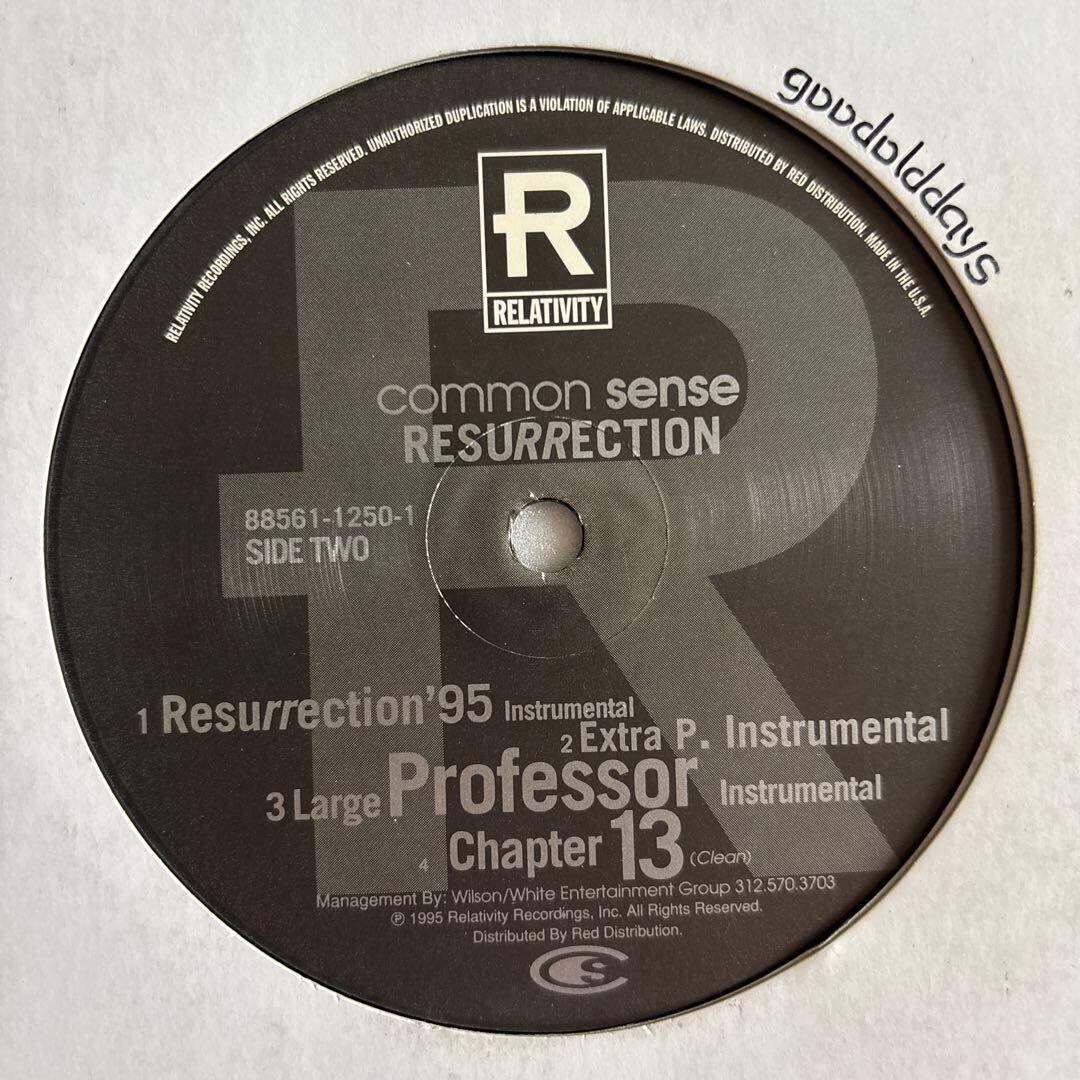 RELATIVITY RECORDINGS, INC. ALL RIGHTS RESERVED. UNAUTHORIZED DUPLICATION IS A VIOLATION OF APPLICABLE LAWS. DISTRIBUTED BY RED DISTRIBUTION. MADE IN THE U.S.A.
goodolddays
R
RELATIVITY
common sense
RESURRECTION
88561-1250-1
SIDE TWO
1 Resurrection'95 Instrumental
2 Extra P. Instrumental
3 Large Professor Instrumental
4 Chapter 13 (Clean)
Management By: Wilson/White Entertainment Group 312.570.3703
℗ 1995 Relativity Recordings, Inc. All Rights Reserved.
Distributed By Red Distribution.
CS